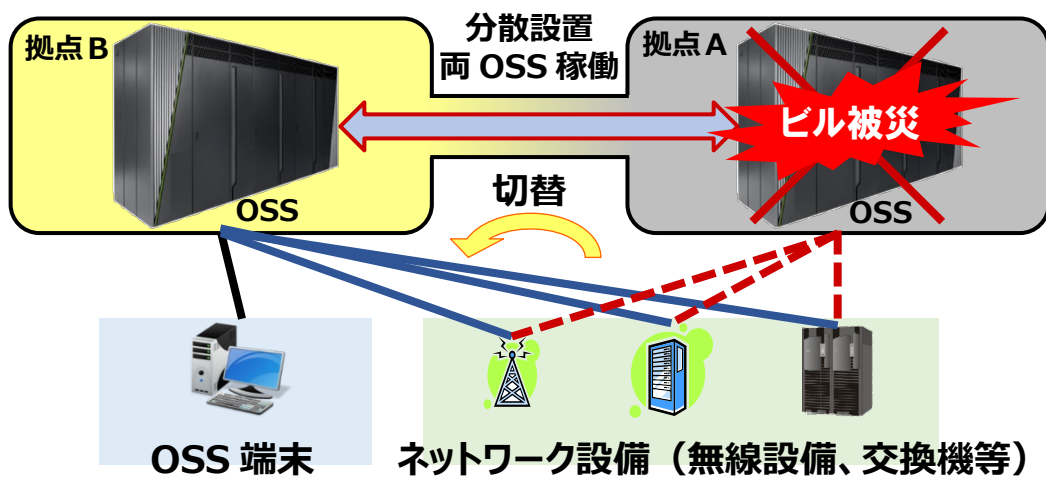 拠点B
分散設置
両 OSS 稼働
拠点A
ビル被災
切替
OSS
OSS
OSS 端末
ネットワーク設備（無線設備、交換機等）